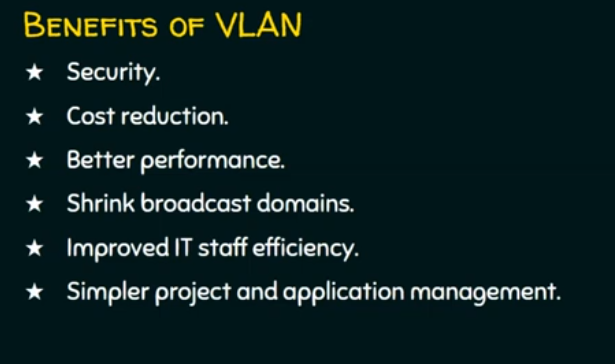 BENEFITS OF VLAN
★ Security.
★ Cost reduction.
★ Better performance.
★ Shrink broadcast domains.
★ Improved IT staff efficiency.
★ Simpler project and application management.